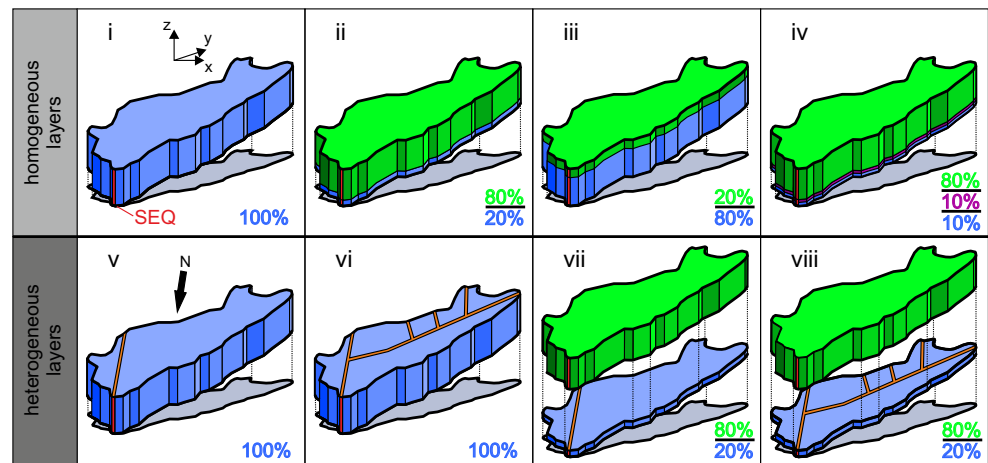 homogeneous
layers
i
z
y
x
SEQ
100%
ii
80%
20%
iii
20%
80%
iv
80%
10%
10%
heterogeneous
layers
v
N
100%
vi
100%
vii
80%
20%
viii
80%
20%